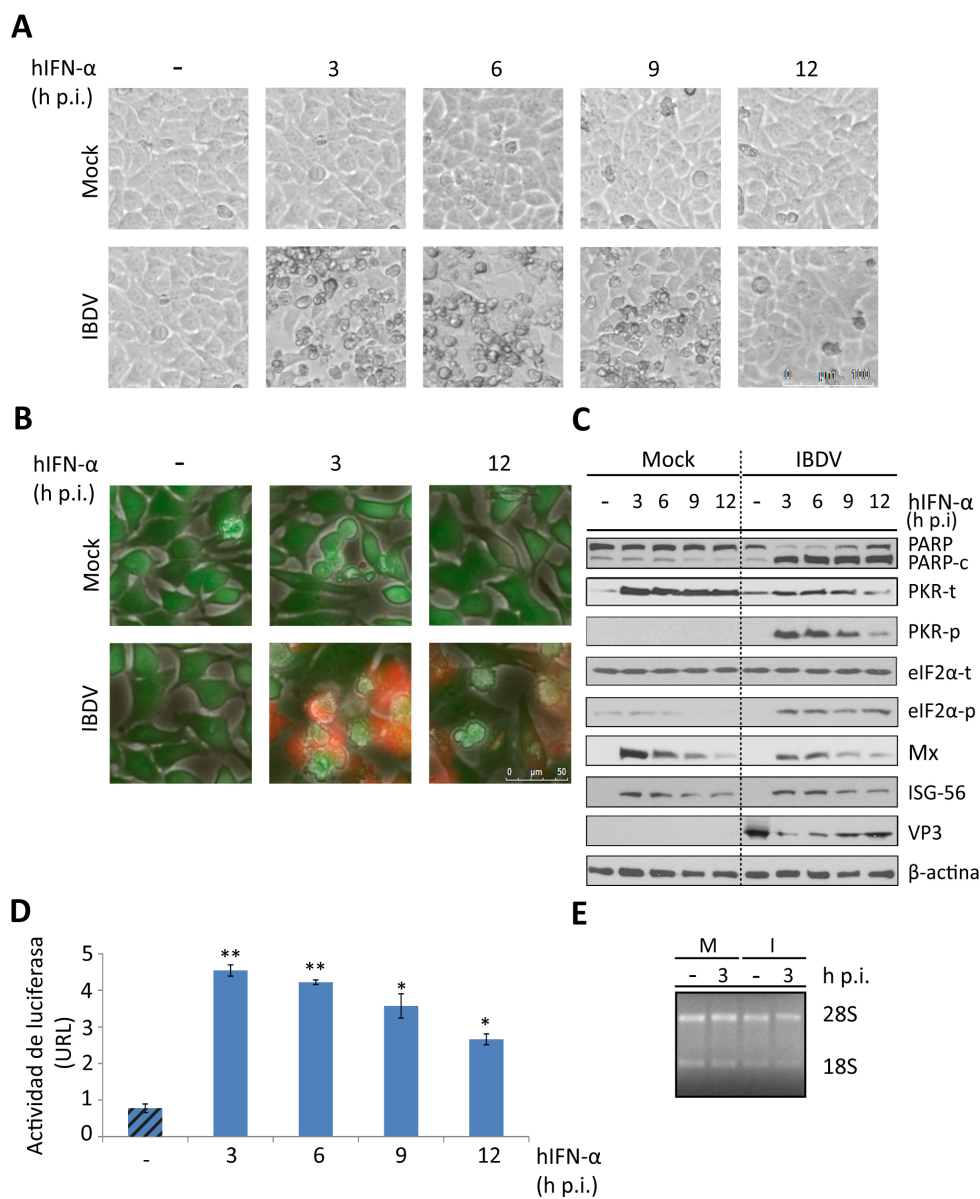 A
hIFN-α - 3 6 9 12
(h p.i.)
Mock
IBDV
0 µm 100
B
hIFN-α - 3 12
(h p.i.)
Mock
IBDV
0 µm 50
C
Mock IBDV
- 3 6 9 12 - 3 6 9 12 hIFN-α
(h p.i)
PARP
PARP-c
PKR-t
PKR-p
eIF2α-t
eIF2α-p
Mx
ISG-56
VP3
β-actina
D
Actividad de luciferasa
(URL)
5
4
3
2
1
0
** ** * *
- 3 6 9 12 hIFN-α
(h p.i.)
E
M I
- 3 - 3 h p.i.
28S
18S